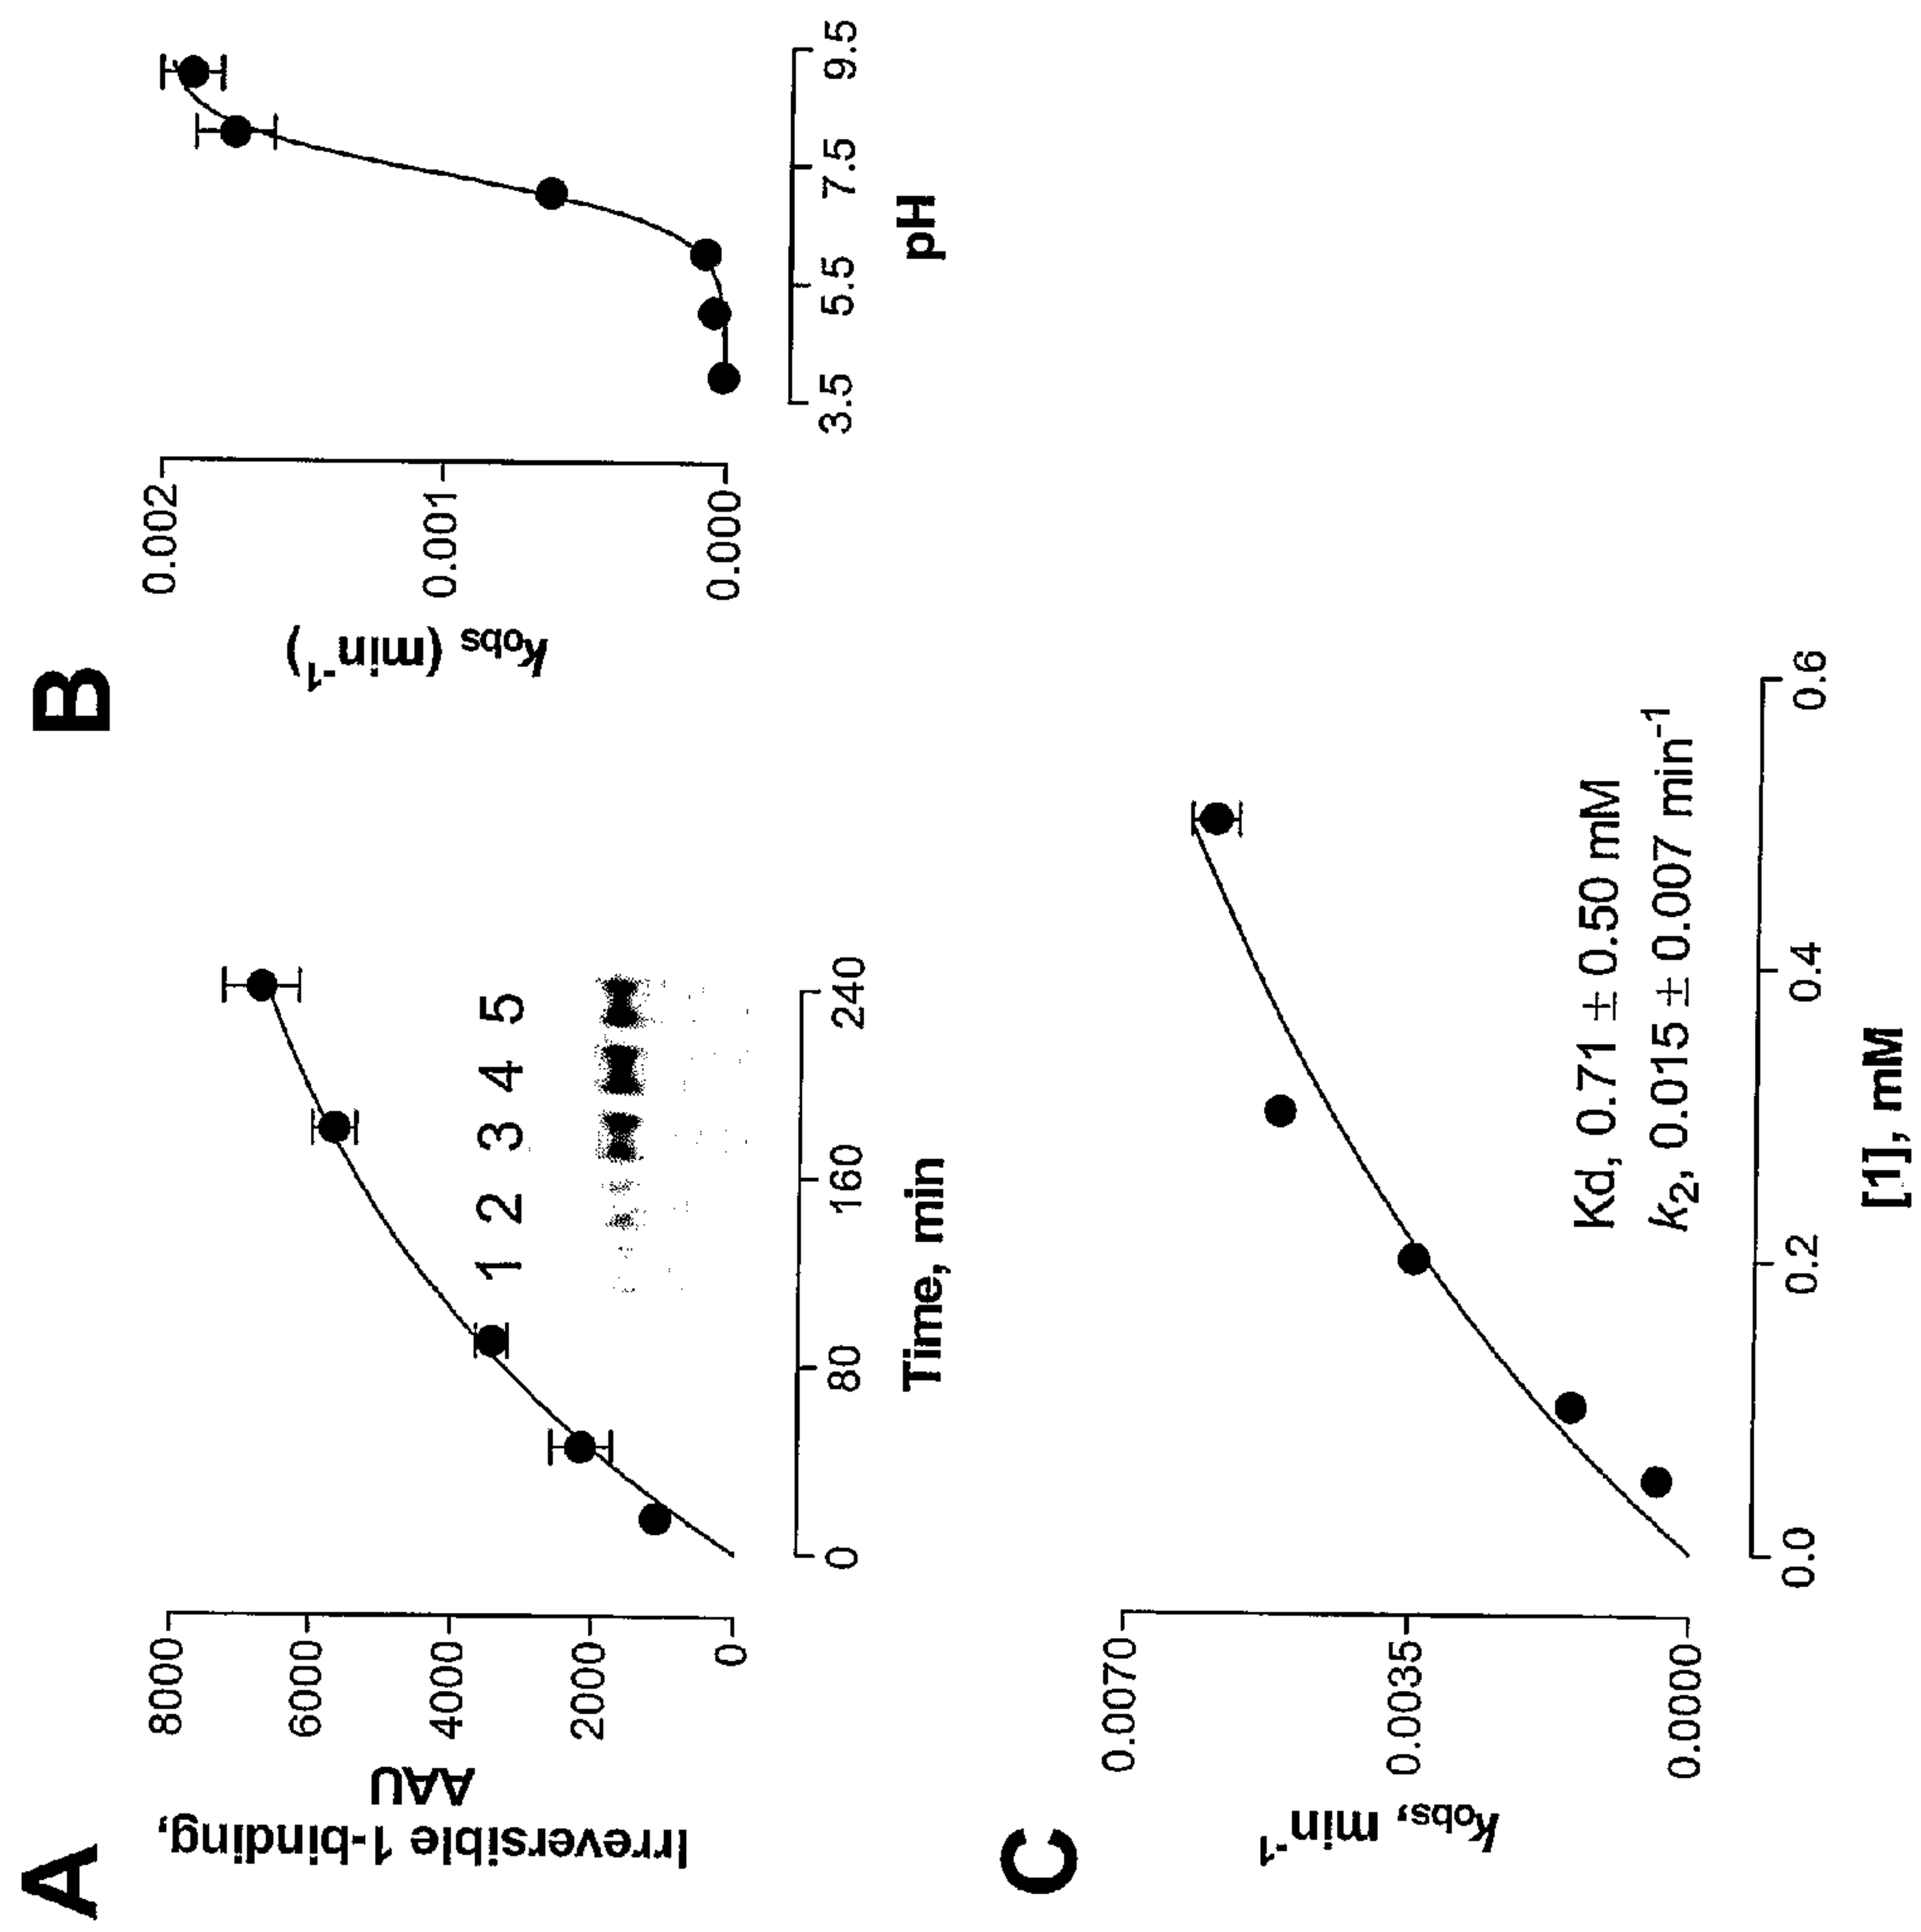 A
Irreversible 1-binding,
AAU
8000
6000
4000
2000
0
1 2 3 4 5
0 80 160 240
Time, min
B
kobs (min-1)
0.002
0.001
0.000
3.5 5.5 7.5 9.5
pH
C
kobs, min-1
0.0070
0.0035
0.0000
Kd, 0.71 ± 0.50 mM
k2, 0.015 ± 0.007 min-1
0.0 0.2 0.4 0.6
[1], mM